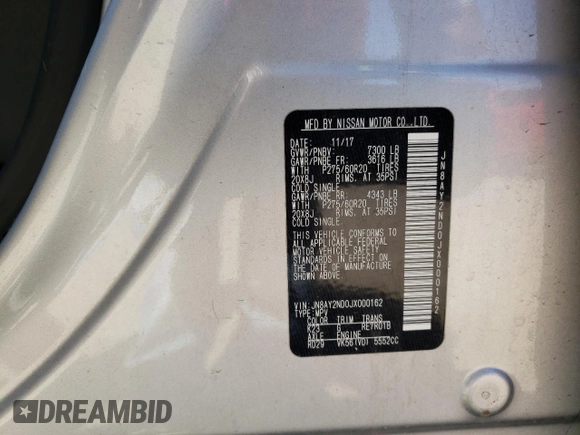 MFD BY NISSAN MOTOR CO.,LTD.
DATE: 11/17
GVWR/PNBV: 7300 LB
GAWR/PNBE FR: 3616 LB
WITH P275/60R20 TIRES
20X8J RIMS, AT 35PSI
COLD SINGLE
GAWR/PNBE RR: 4343 LB
WITH P275/60R20 TIRES
20X8J RIMS, AT 35PSI
COLD SINGLE
THIS VEHICLE CONFORMS TO
ALL APPLICABLE FEDERAL
MOTOR VEHICLE SAFETY
STANDARDS IN EFFECT ON
THE DATE OF MANUFACTURE
SHOWN ABOVE.
VIN: JN8AY2ND0JX000162
TYPE: MPV
COLOR TRIM TRANS
K23 G RE7R01B
AXLE ENGINE
RD29 VK56(VD) 5552CC
JN8AY2ND0JX000162
DREAMBID